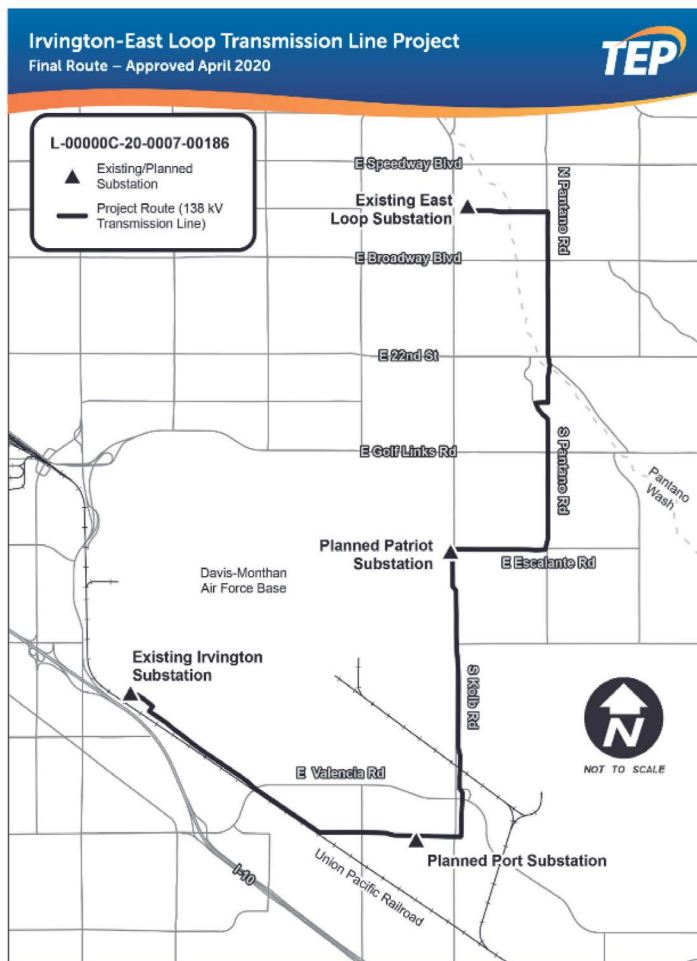 Irvington-East Loop Transmission Line Project
Final Route – Approved April 2020
TEP
L-00000C-20-0007-00186
Existing/Planned
Substation
Project Route (138 kV
Transmission Line)
E Speedway Blvd
N Pantano Rd
Existing East
Loop Substation
E Broadway Blvd
E 22nd St
E Golf Links Rd
S Pantano Rd
Pantano
Wash
Planned Patriot
Substation
E Escalante Rd
Davis-Monthan
Air Force Base
Existing Irvington
Substation
S Kolb Rd
N
NOT TO SCALE
E Valencia Rd
Planned Port Substation
Union Pacific Railroad
I-10